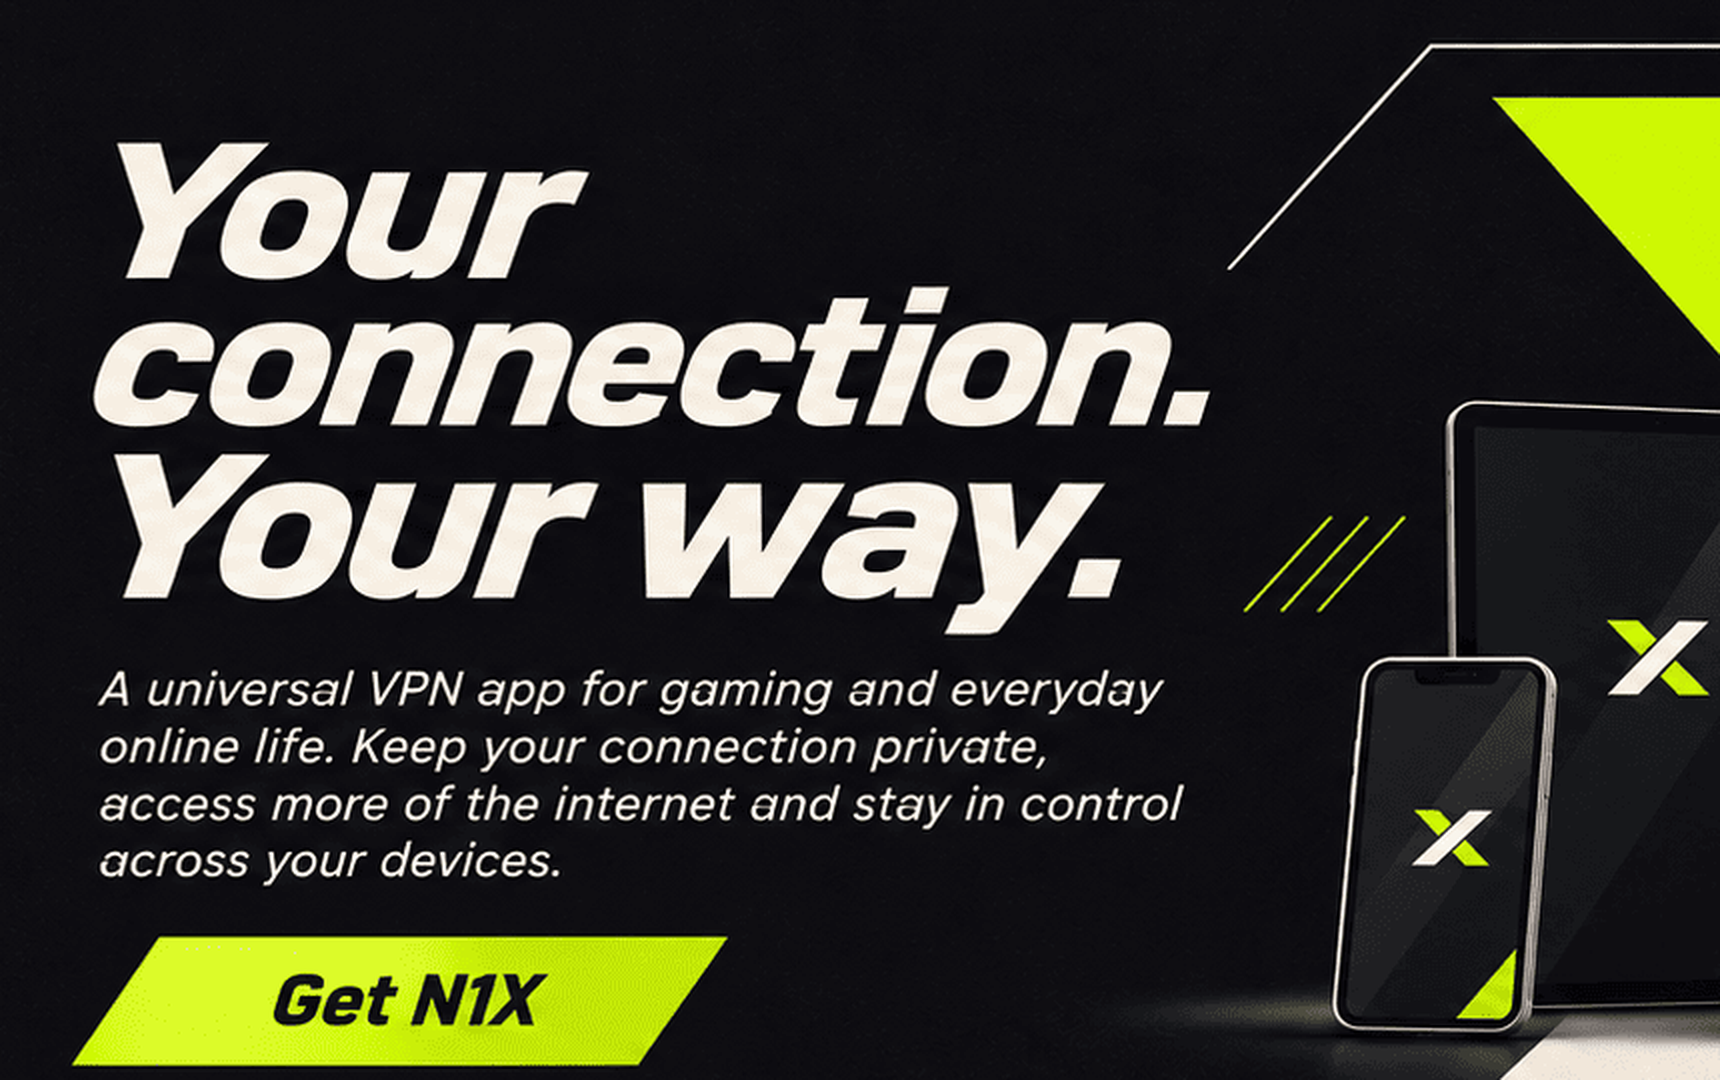 Your
connection.
Your way.
A universal VPN app for gaming and everyday
online life. Keep your connection private,
access more of the internet and stay in control
across your devices.
Get N1X